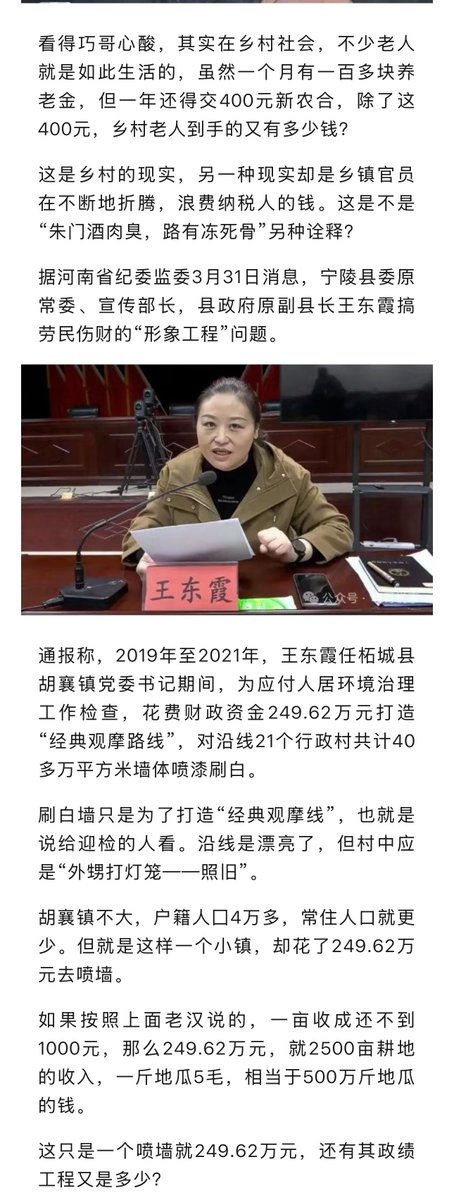 看得巧哥心酸，其实在乡村社会，不少老人
就是如此生活的，虽然一个月有一百多块养
老金，但一年还得交400元新农合，除了这
400元，乡村老人到手的又有多少钱？
这是乡村的现实，另一种现实却是乡镇官员
在不断地折腾，浪费纳税人的钱。这是不是
“朱门酒肉臭，路有冻死骨”另种诠释？
据河南省纪委监委3月31日消息，宁陵县委原
常委、宣传部长，县政府原副县长王东霞搞
劳民伤财的“形象工程”问题。
王东霞
公众号·
通报称，2019年至2021年，王东霞任柘城县
胡襄镇党委书记期间，为应付人居环境治理
工作检查，花费财政资金249.62万元打造
“经典观摩路线”，对沿线21个行政村共计40
多万平方米墙体喷漆刷白。
刷白墙只是为了打造“经典观摩线”，也就是
说给迎检的人看。沿线是漂亮了，但村中应
是“外甥打灯笼——照旧”。
胡襄镇不大，户籍人囗4万多，常住人口就更
少。但就是这样一个小镇，却花了249.62万
元去喷墙。
如果按照上面老汉说的，一亩收成还不到
1000元，那么249.62万元，就2500亩耕地
的收入，一斤地瓜5毛，相当于500万斤地瓜
的钱。
这只是一个喷墙就249.62万元，还有其政绩
工程又是多少？